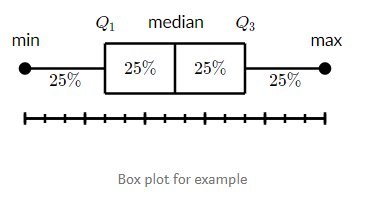 Q1 median Q3
min max
25% 25% 25% 25%
Box plot for example